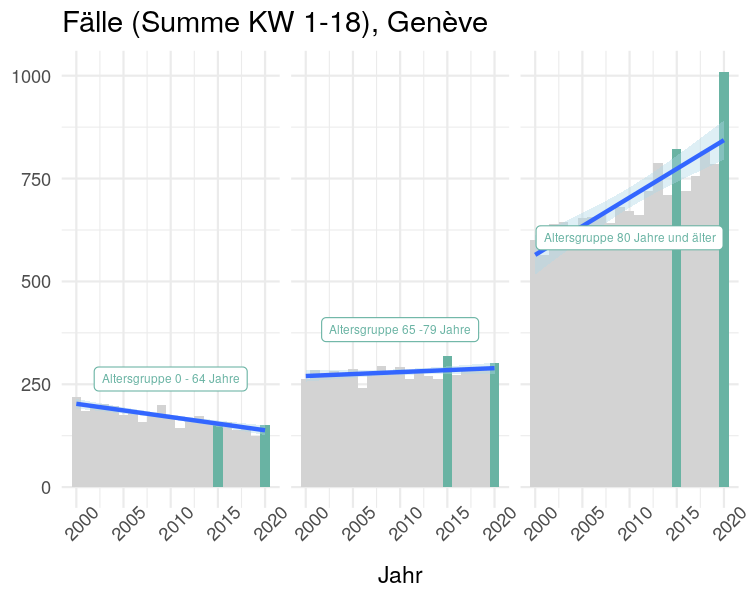 Fälle (Summe KW 1-18), Genève
1000
750
500
250
0
Altersgruppe 0 - 64 Jahre
Altersgruppe 65 -79 Jahre
Altersgruppe 80 Jahre und älter
2000 2005 2010 2015 2020
2000 2005 2010 2015 2020
2000 2005 2010 2015 2020
Jahr